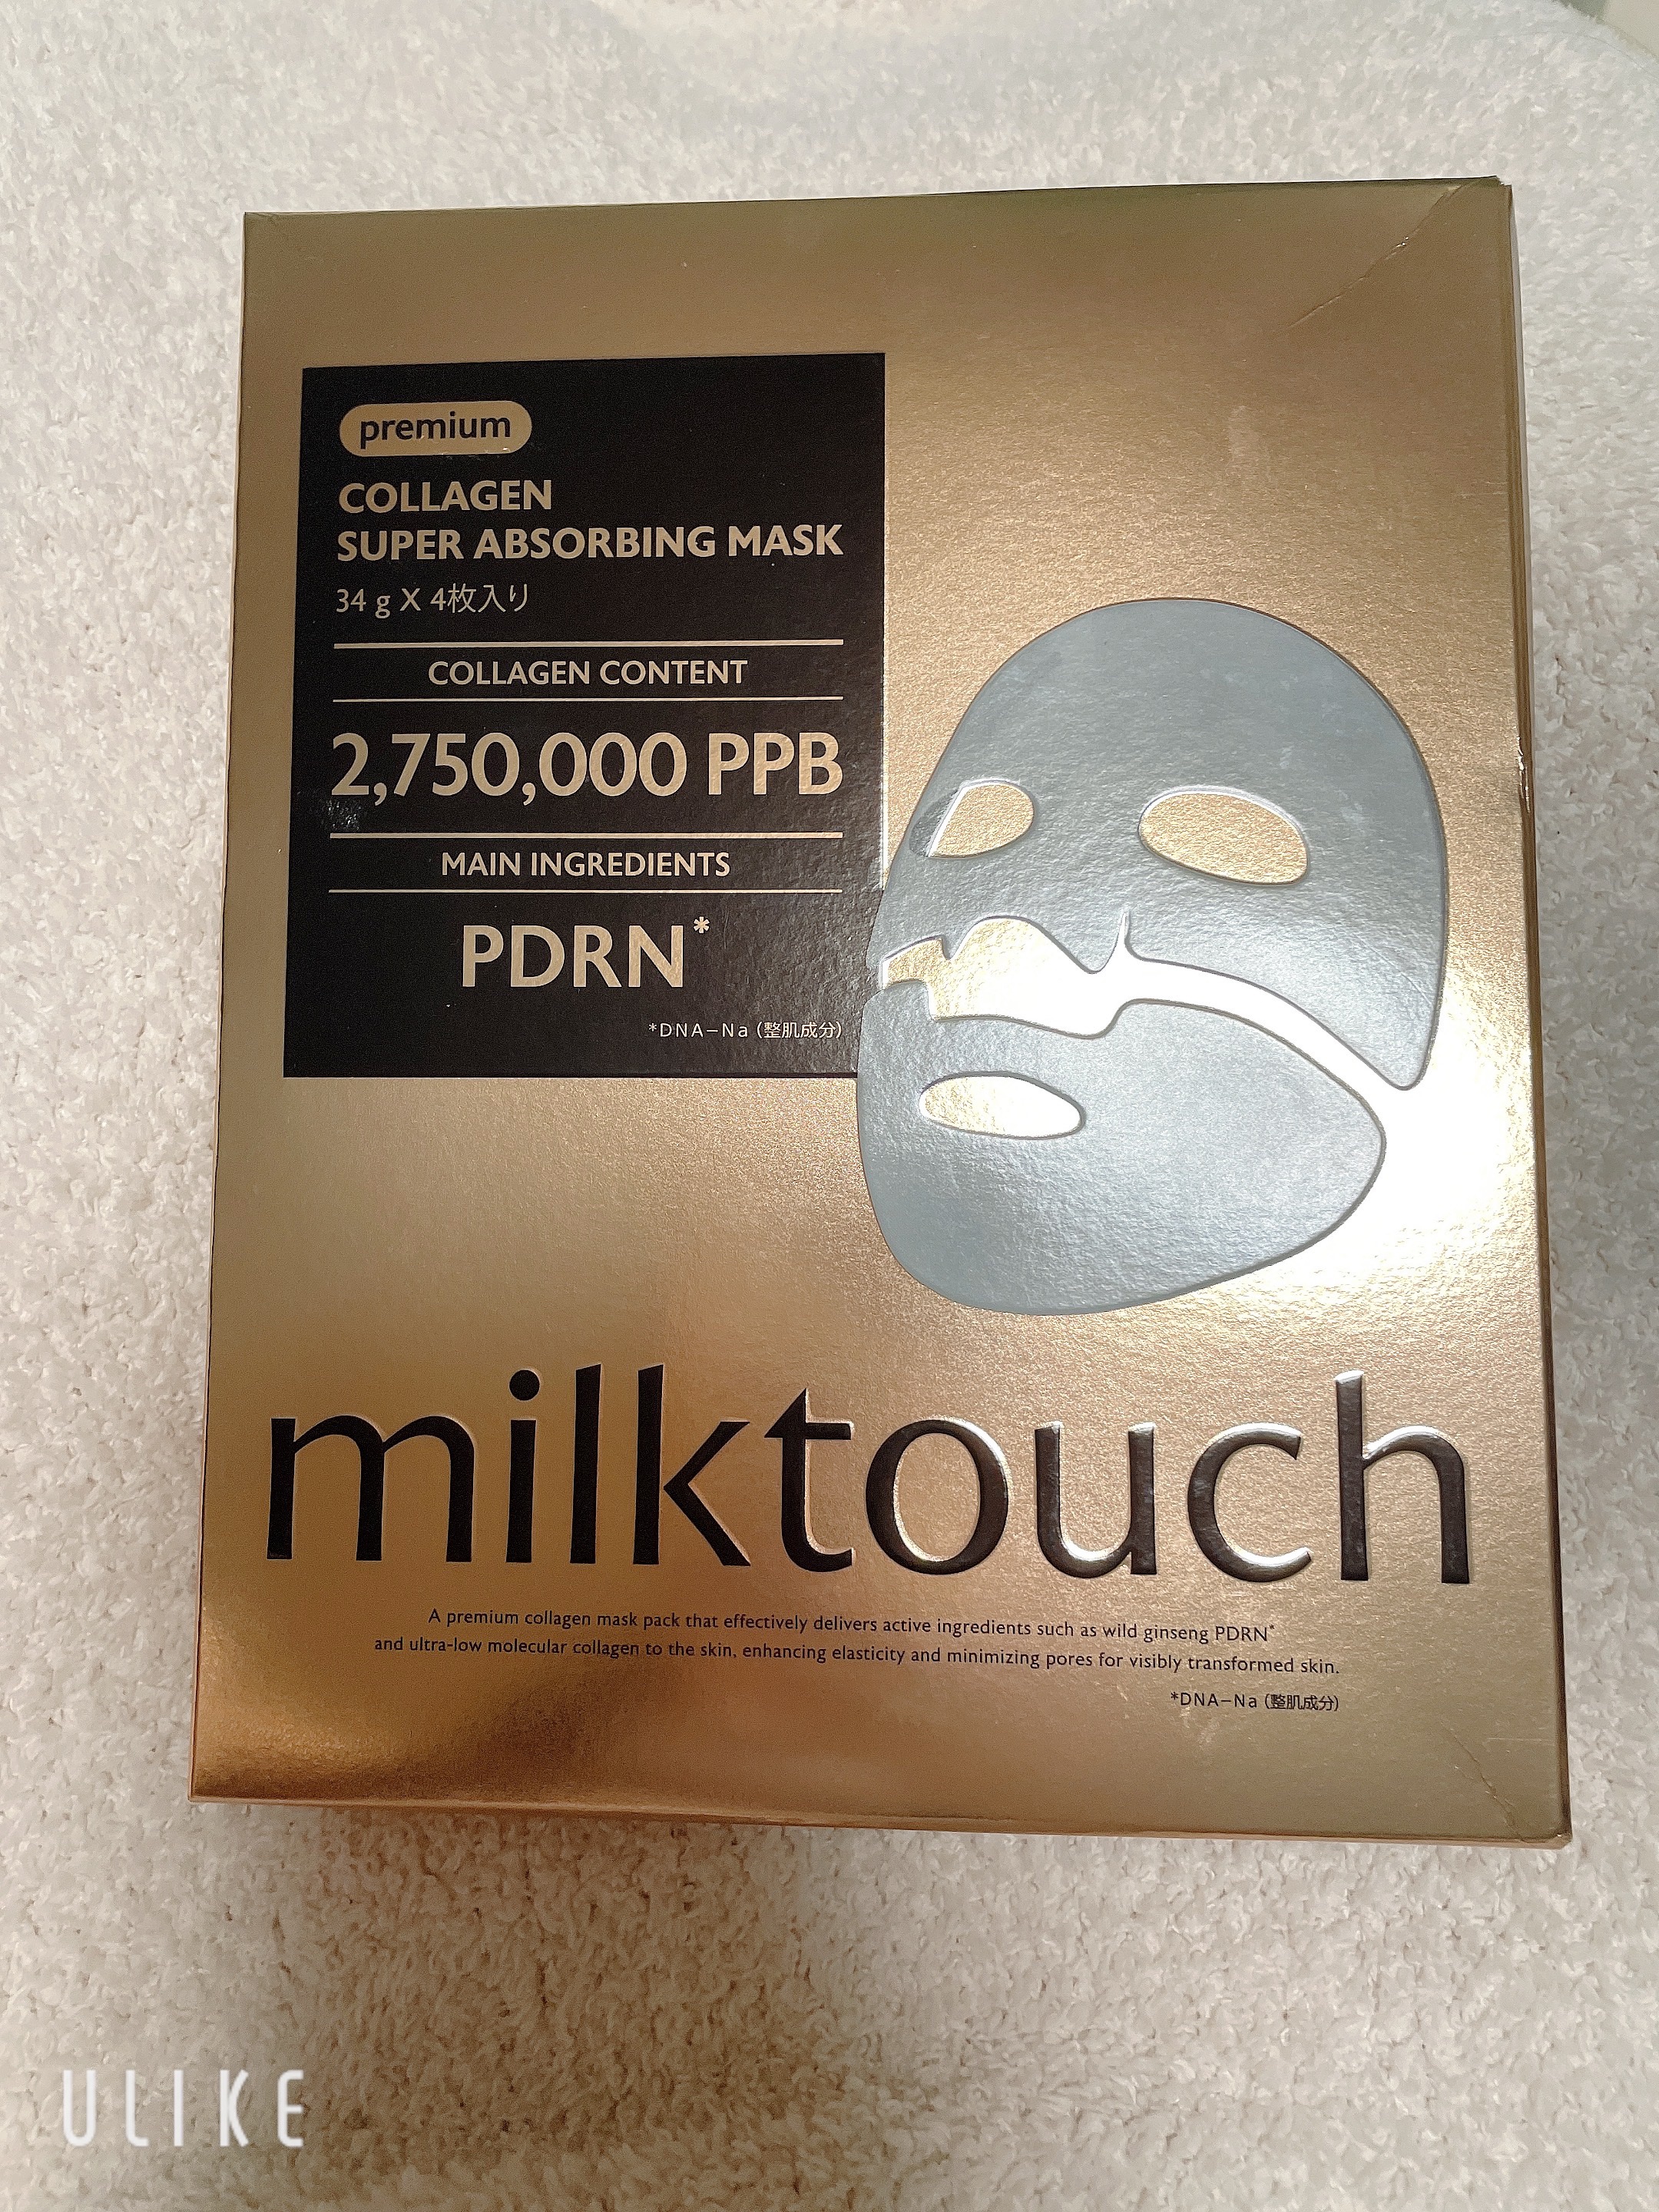 premium
COLLAGEN
SUPER ABSORBING MASK
34 g X 4枚入り
COLLAGEN CONTENT
2,750,000 PPB
MAIN INGREDIENTS
PDRN*
*DNA−Na (整肌成分)
milktouch
A premium collagen mask pack that effectively delivers active ingredients such as wild ginseng PDRN*
and ultra-low molecular collagen to the skin, enhancing elasticity and minimizing pores for visibly transformed skin.
*DNA−Na (整肌成分)
ULIKE